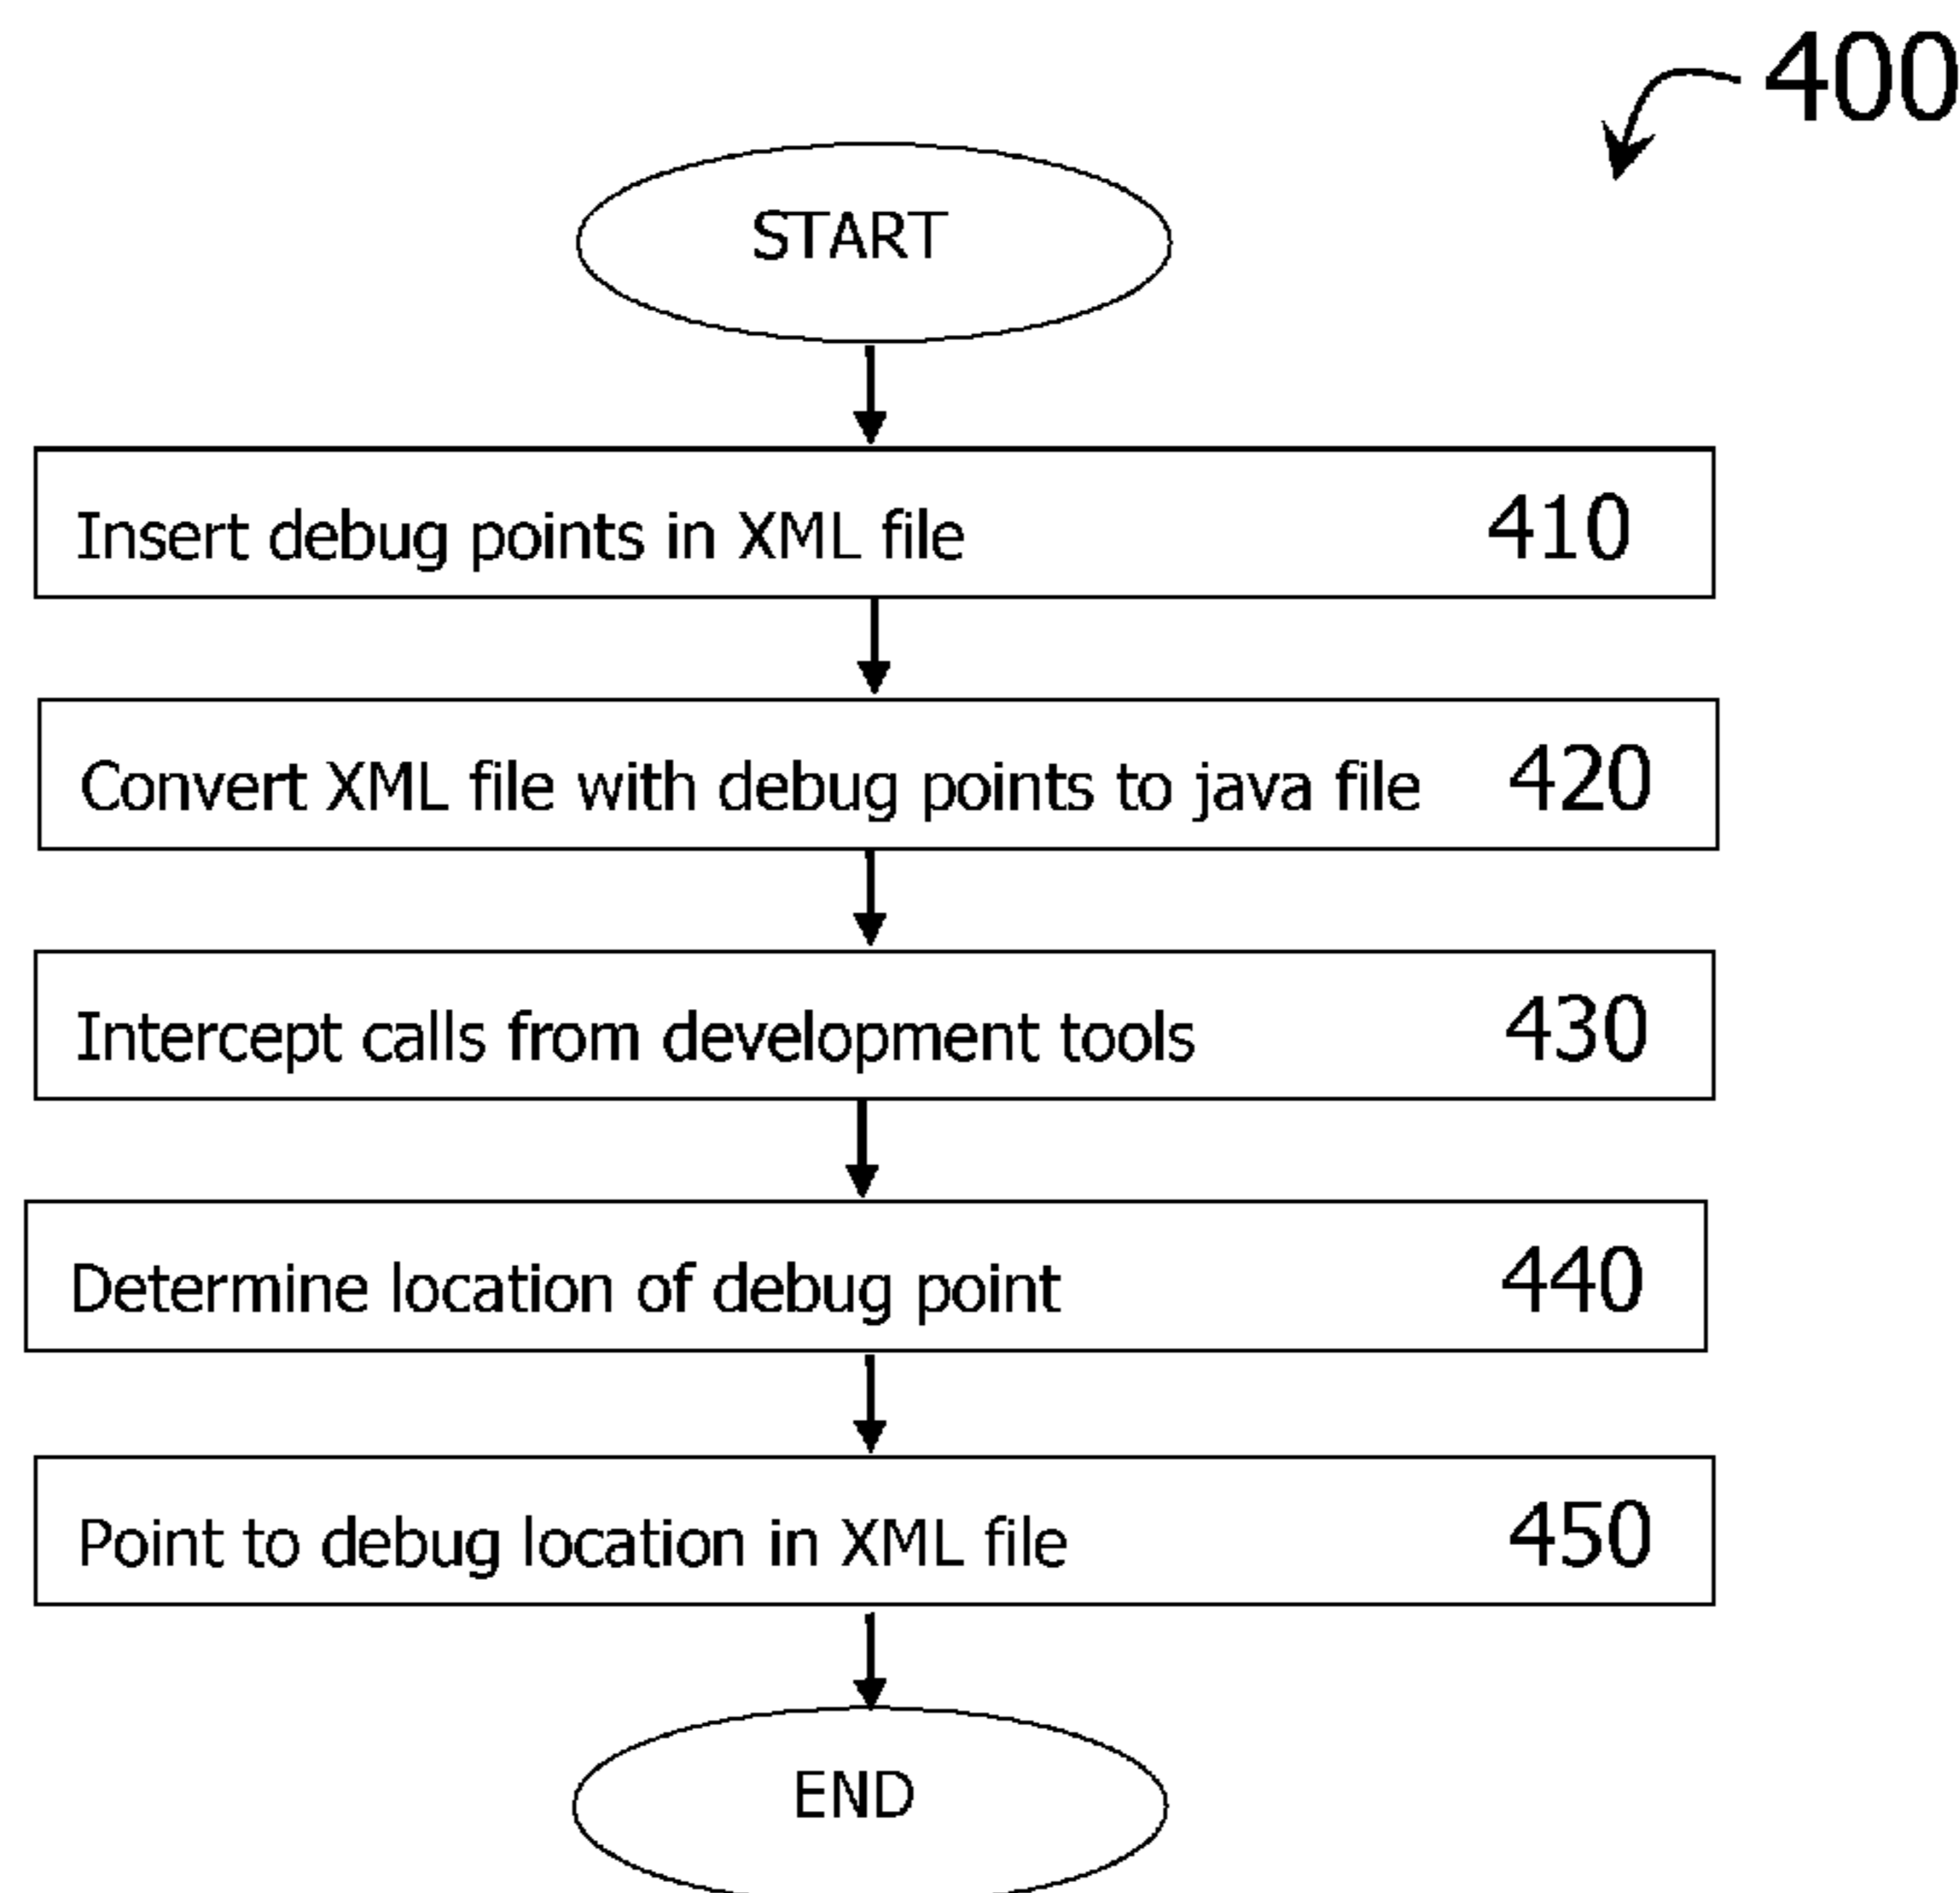 400
START
Insert debug points in XML file 410
Convert XML file with debug points to java file 420
Intercept calls from development tools 430
Determine location of debug point 440
Point to debug location in XML file 450
END